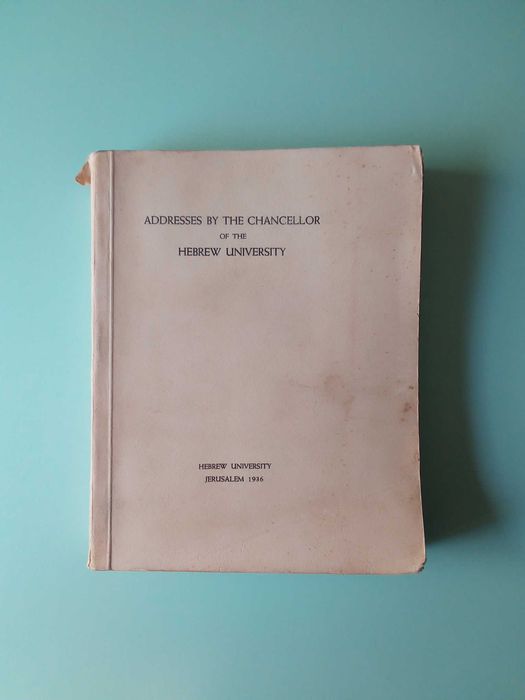 ADDRESSES BY THE CHANCELLOR
OF THE
HEBREW UNIVERSITY
HEBREW UNIVERSITY
JERUSALEM 1936